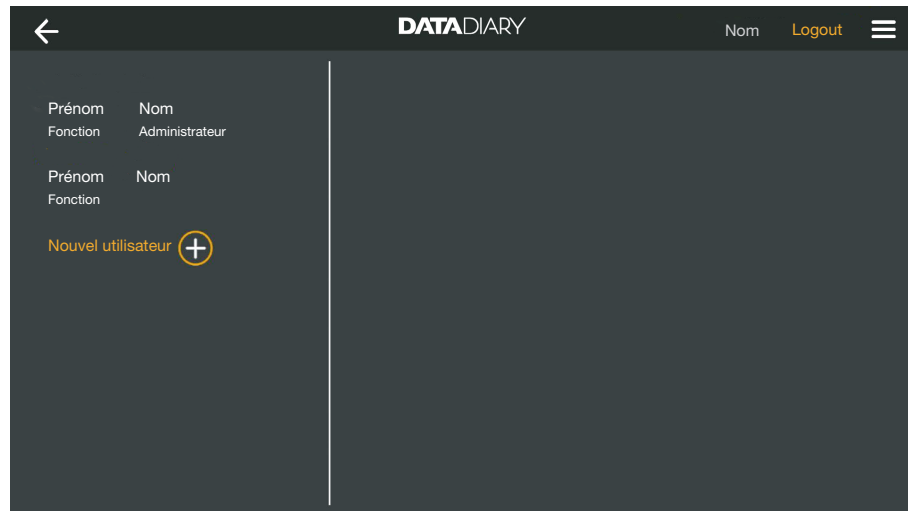 DATADIARY
Nom Logout
Prénom Nom
Fonction Administrateur
Prénom Nom
Fonction
Nouvel utilisateur